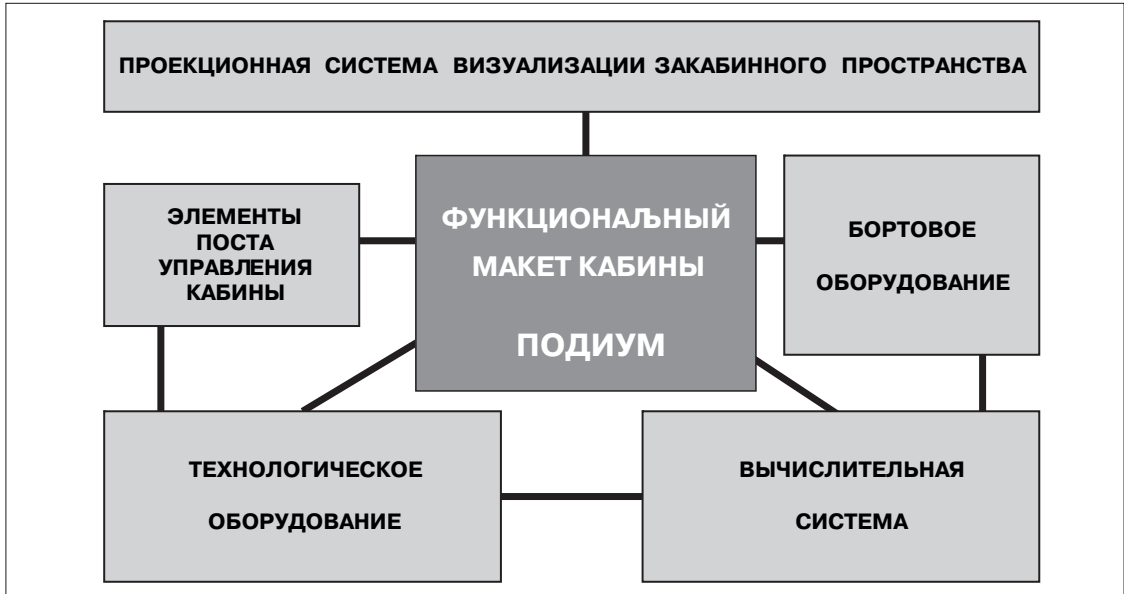 ПРОЕКЦИОННАЯ СИСТЕМА ВИЗУАЛИЗАЦИИ ЗАКАБИННОГО ПРОСТРАНСТВА
ЭЛЕМЕНТЫ
ПОСТА
УПРАВЛЕНИЯ
КАБИНЫ
ФУНКЦИОНАЉНЫЙ
МАКЕТ КАБИНЫ
ПОДИУМ
БОРТОВОЕ
ОБОРУДОВАНИЕ
ТЕХНОЛОГИЧЕСКОЕ
ОБОРУДОВАНИЕ
ВЫЧИСЛИТЕЛЬНАЯ
СИСТЕМА